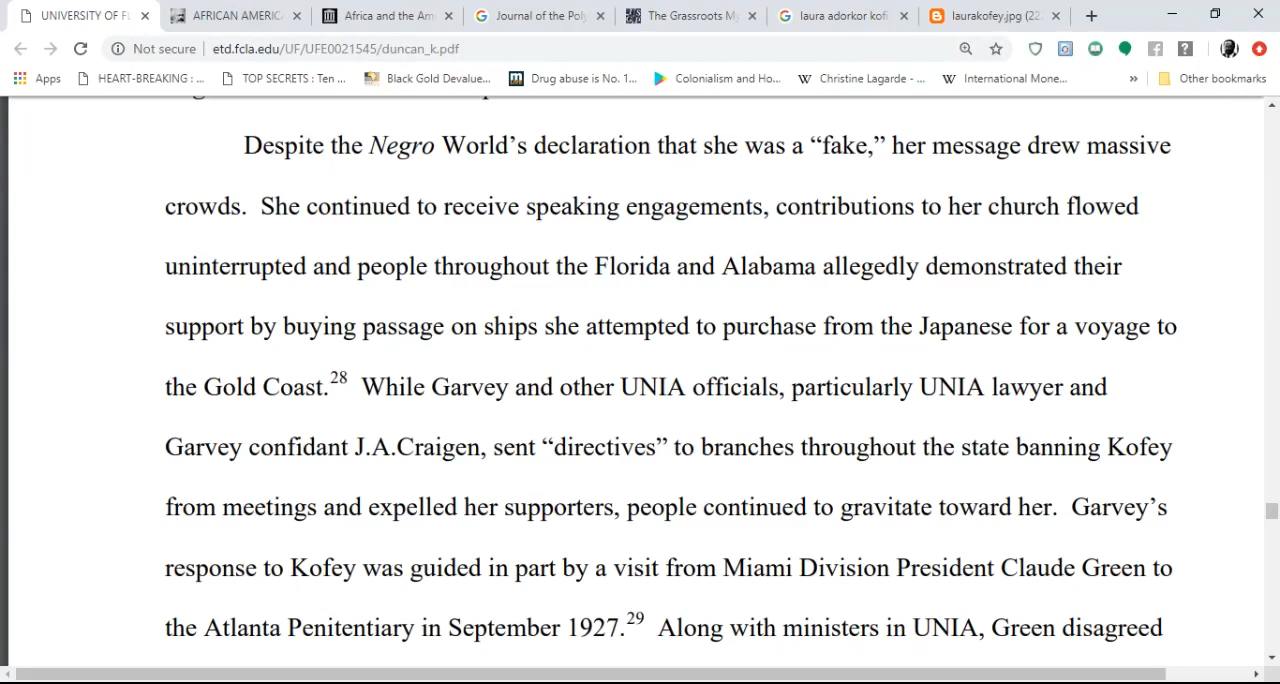 UNIVERSITY OF FL
AFRICAN AMERIC
Africa and the Am
Journal of the Pol
The Grassroots M
laura adorkor kofi
laurakofey.jpg (22
Not secure | etd.fcla.edu/UF/UFE0021545/duncan_k.pdf
Apps
HEART-BREAKING : ...
TOP SECRETS : Ten ...
Black Gold Devalue...
Drug abuse is No. 1...
Colonialism and Ho...
Christine Lagarde - ...
International Mone...
»
Other bookmarks
Despite the Negro World’s declaration that she was a “fake,” her message drew massive
crowds.  She continued to receive speaking engagements, contributions to her church flowed
uninterrupted and people throughout the Florida and Alabama allegedly demonstrated their
support by buying passage on ships she attempted to purchase from the Japanese for a voyage to
the Gold Coast.28  While Garvey and other UNIA officials, particularly UNIA lawyer and
Garvey confidant J.A.Craigen, sent “directives” to branches throughout the state banning Kofey
from meetings and expelled her supporters, people continued to gravitate toward her.  Garvey’s
response to Kofey was guided in part by a visit from Miami Division President Claude Green to
the Atlanta Penitentiary in September 1927.29  Along with ministers in UNIA, Green disagreed